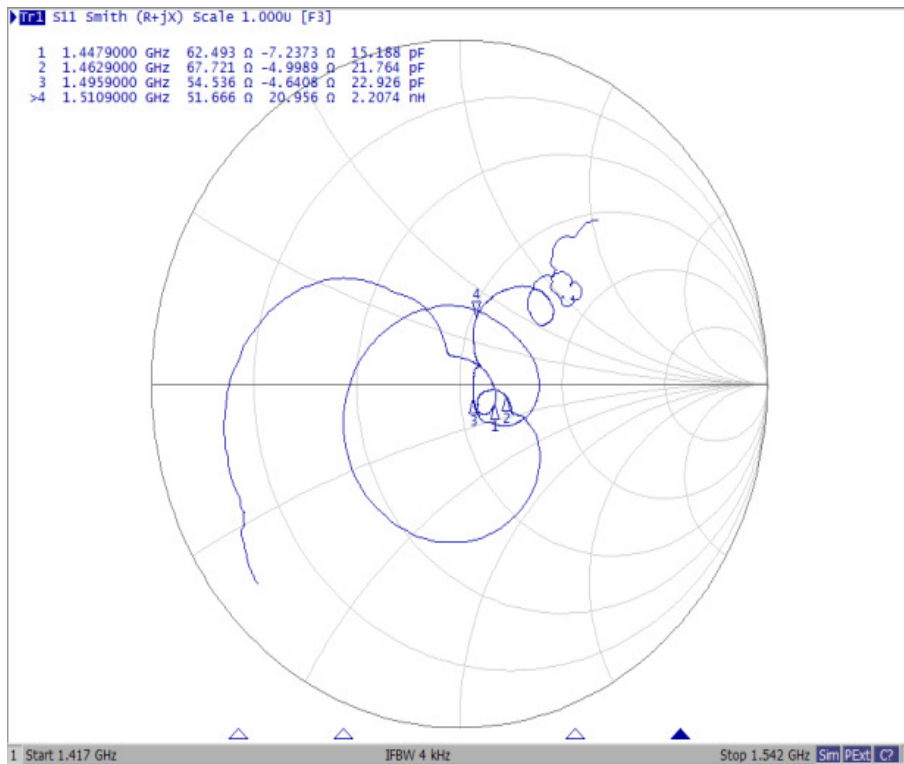 Tr1 S11 Smith (R+jX) Scale 1.000U [F3]
1 1.4479000 GHz 62.493 Ω -7.2373 Ω 15.188 pF
2 1.4629000 GHz 67.721 Ω -4.9989 Ω 21.764 pF
3 1.4959000 GHz 54.536 Ω -4.6408 Ω 22.926 pF
>4 1.5109000 GHz 51.666 Ω 20.956 Ω 2.2074 nH
4
3
1
2
1 Start 1.417 GHz IFBW 4 kHz Stop 1.542 GHz Sim PExt C?